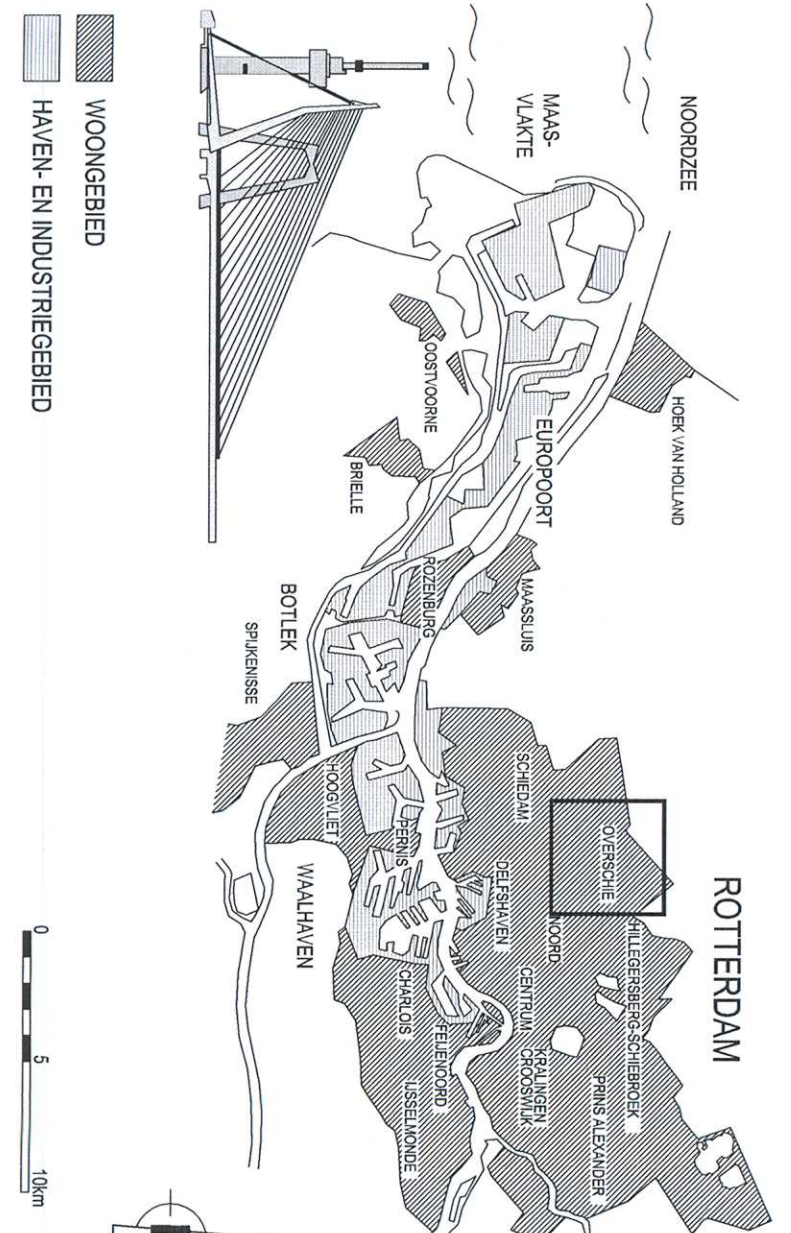 ROTTERDAM
NOORDZEE
MAAS-
VLAKTE
HOEK VAN HOLLAND
EUROPOORT
OOSTVOORNE
BRIELLE
MAASSLUIS
ROZENBURG
BOTLEK
SPIJKENISSE
HOOGVLIET
PERNIS
SCHIEDAM
OVERSCHIE
HILLEGERSBERG-SCHIEBROEK
NOORD
DELFSHAVEN
CENTRUM
KRALINGEN
CROOSWIJK
PRINS ALEXANDER
WAALHAVEN
CHARLOIS
FEIJENOORD
IJSSELMONDE
WOONGEBIED
HAVEN- EN INDUSTRIEGEBIED
0 5 10km